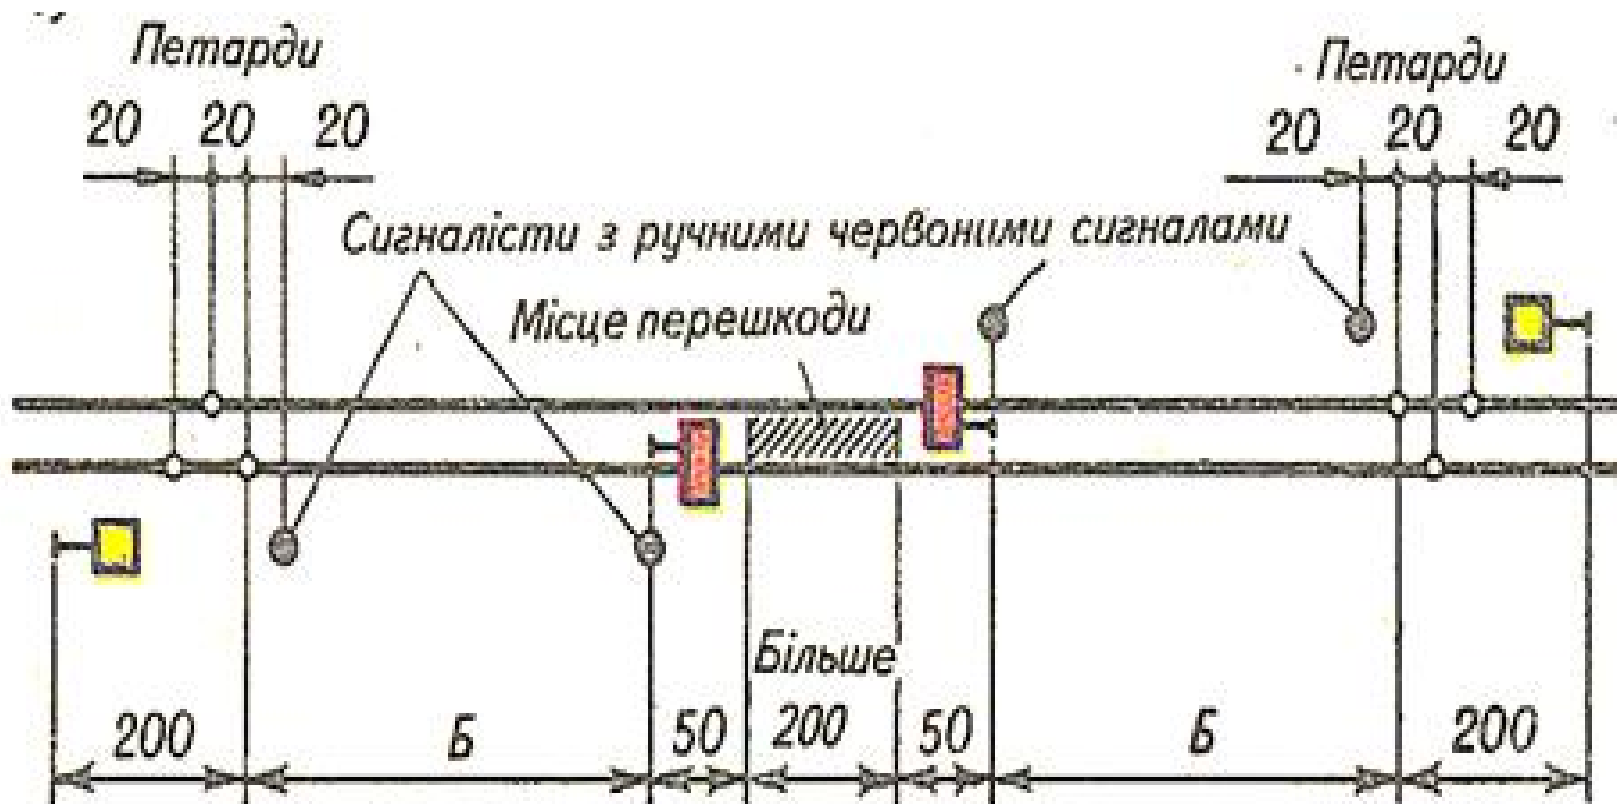 Петарди
Петарди
20 20 20
20 20 20
Сигналісти з ручними червоними сигналами
Місце перешкоди
Більше
200 Б 50 200 50 Б 200